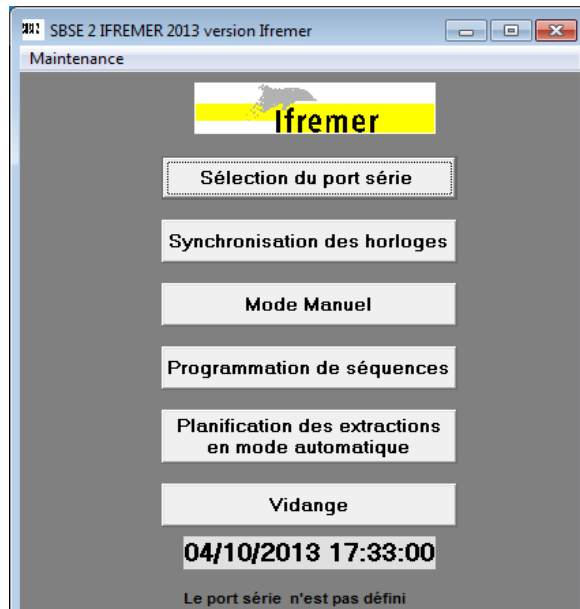 SBSE 2 IFREMER 2013 version Ifremer
Maintenance
Ifremer
Sélection du port série
Synchronisation des horloges
Mode Manuel
Programmation de séquences
Planification des extractions
en mode automatique
Vidange
04/10/2013 17:33:00
Le port série n'est pas défini